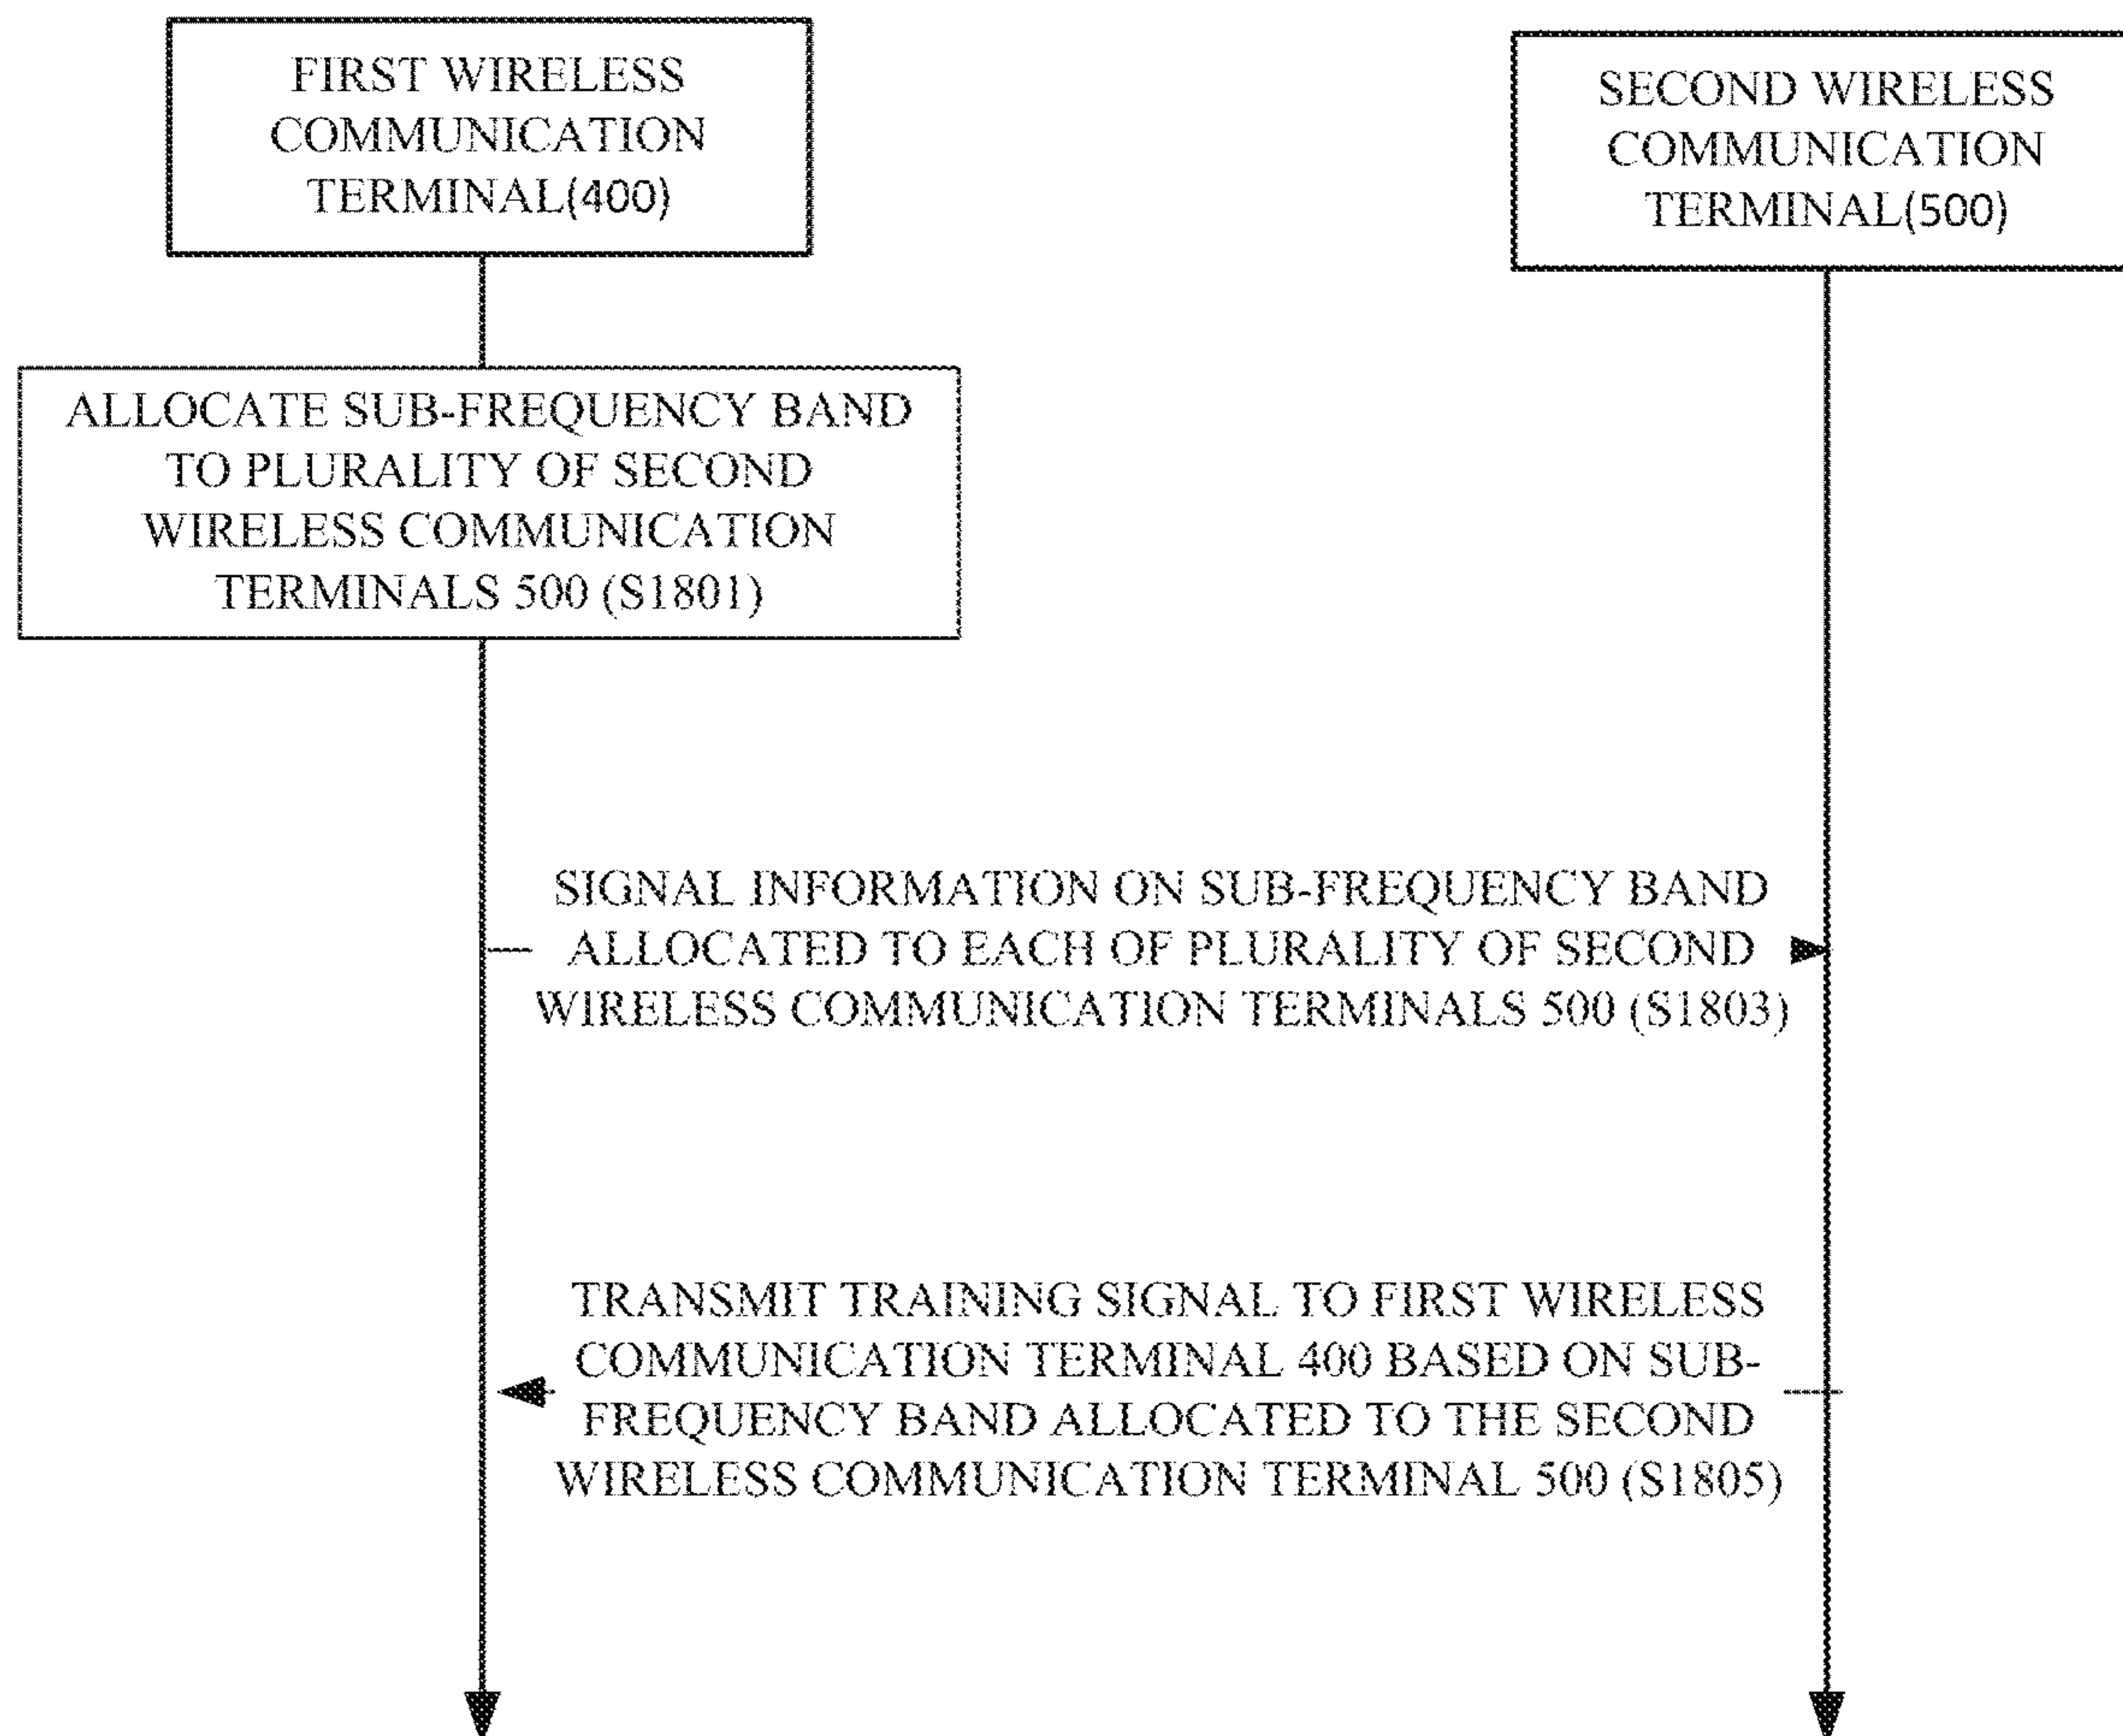 FIRST WIRELESS
COMMUNICATION
TERMINAL(400)
SECOND WIRELESS
COMMUNICATION
TERMINAL(500)
ALLOCATE SUB-FREQUENCY BAND
TO PLURALITY OF SECOND
WIRELESS COMMUNICATION
TERMINALS 500 (S1801)
SIGNAL INFORMATION ON SUB-FREQUENCY BAND
ALLOCATED TO EACH OF PLURALITY OF SECOND
WIRELESS COMMUNICATION TERMINALS 500 (S1803)
TRANSMIT TRAINING SIGNAL TO FIRST WIRELESS
COMMUNICATION TERMINAL 400 BASED ON SUB-
FREQUENCY BAND ALLOCATED TO THE SECOND
WIRELESS COMMUNICATION TERMINAL 500 (S1805)